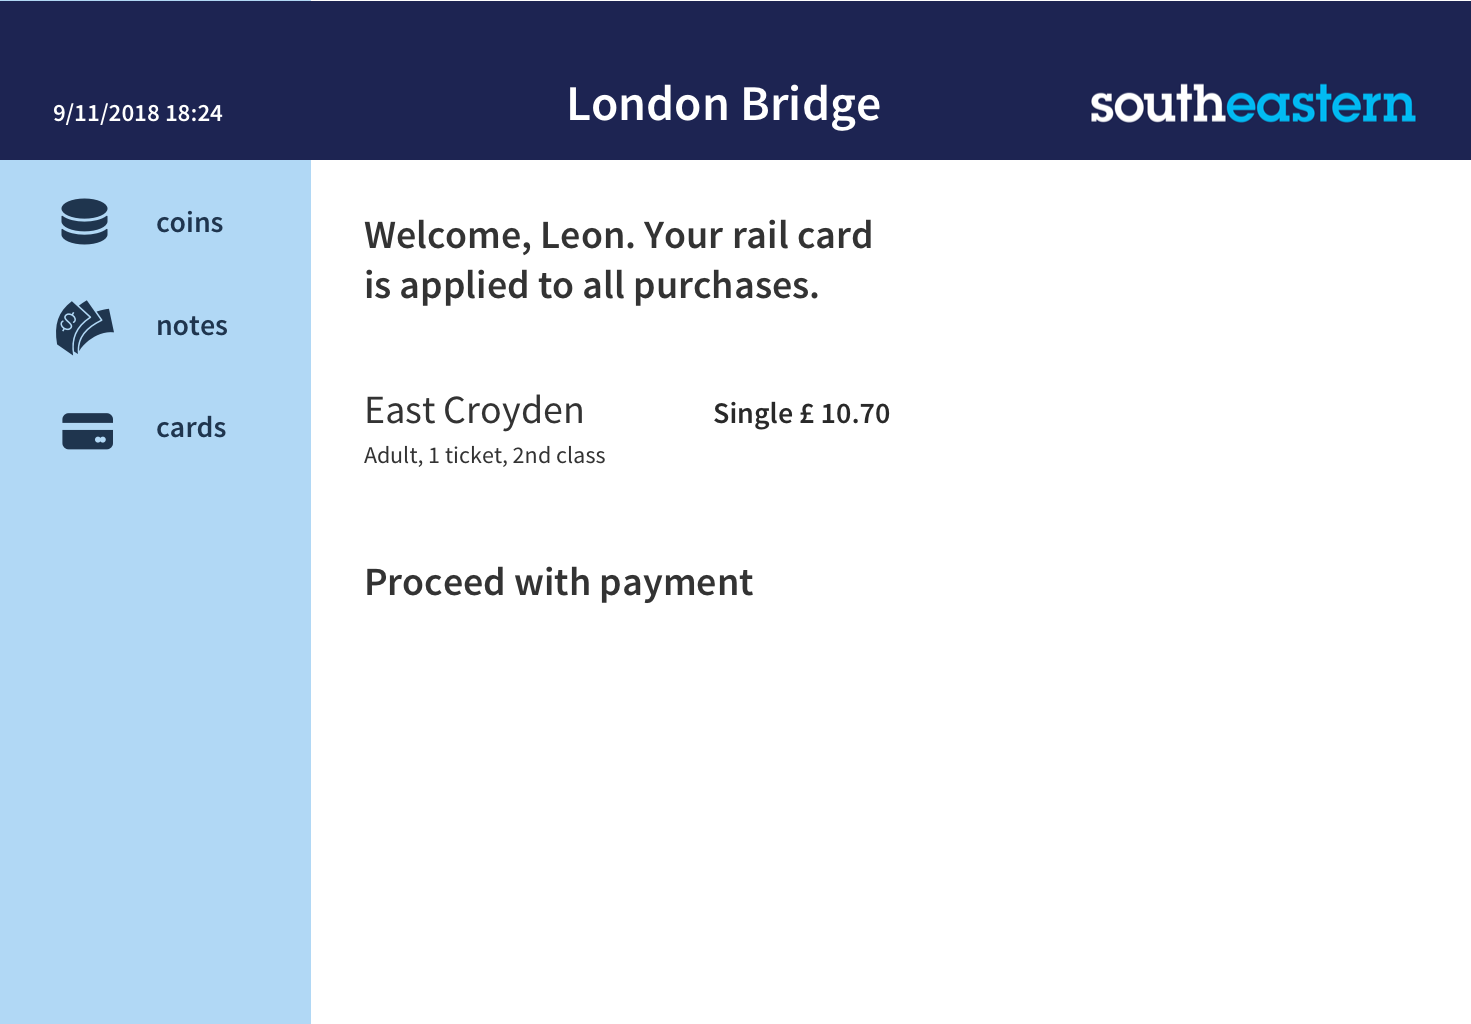 9/11/2018 18:24
London Bridge
southeastern
coins
notes
cards
Welcome, Leon. Your rail card
is applied to all purchases.
East Croyden
Single £ 10.70
Adult, 1 ticket, 2nd class
Proceed with payment